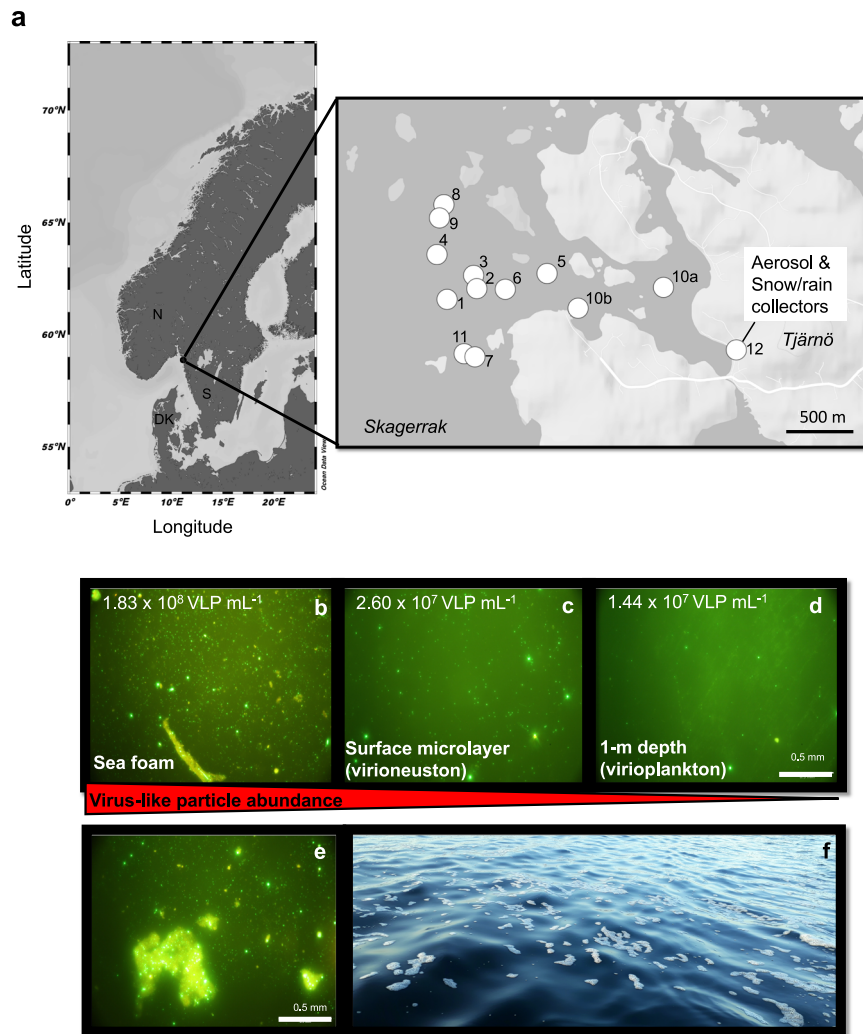 a
70°N
65°N
60°N
55°N
Latitude
0°
5°E
10°E
15°E
20°E
Longitude
N
S
DK
Ocean Data View
8
9
4
3
2
6
5
1
10b
10a
11
7
12
Aerosol &
Snow/rain
collectors
Tjärnö
Skagerrak
500 m
1.83 x 10⁸ VLP mL⁻¹
b
Sea foam
2.60 x 10⁷ VLP mL⁻¹
c
Surface microlayer
(virioneuston)
1.44 x 10⁷ VLP mL⁻¹
d
1-m depth
(virioplankton)
0.5 mm
Virus-like particle abundance
e
0.5 mm
f